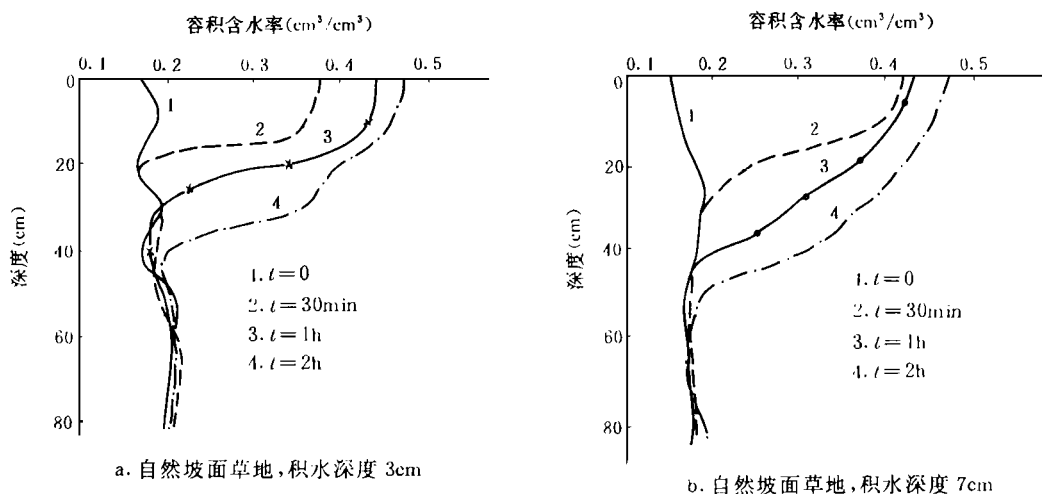 容积含水率(cm³/cm³)
0.1 0.2 0.3 0.4 0.5
0
20
40
60
80
深度(cm)
1
2
3
4
1. t=0
2. t=30min
3. t=1h
4. t=2h
a. 自然坡面草地,积水深度 3cm
容积含水率(cm³/cm³)
0.1 0.2 0.3 0.4 0.5
0
20
40
60
80
深度(cm)
1
2
3
4
1. t=0
2. t=30min
3. t=1h
4. t=2h
b. 自然坡面草地,积水深度 7cm